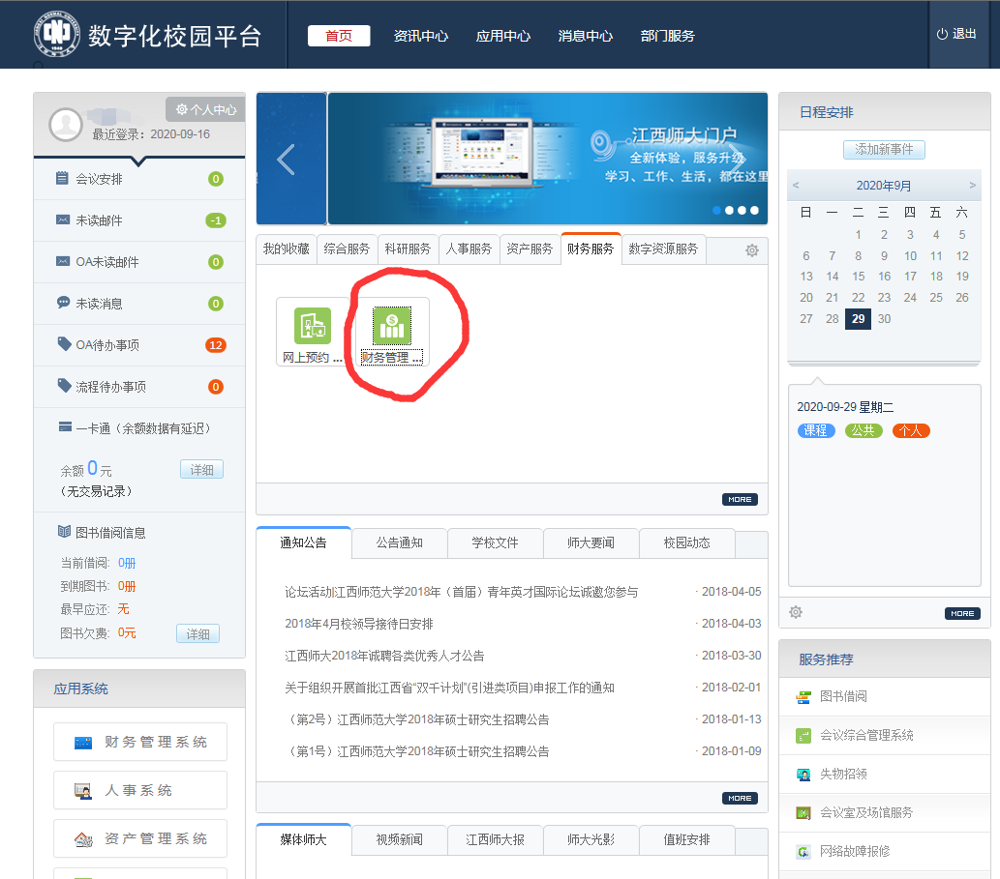 数字化校园平台
首页 资讯中心 应用中心 消息中心 部门服务
退出
个人中心
最近登录：2020-09-16
会议安排 0
未读邮件 -1
OA未读邮件 0
未读消息 0
OA待办事项 12
流程待办事项 0
一卡通（余额数据有延迟）
余额 0 元 详细
（无交易记录）
图书借阅信息
当前借阅: 0册
到期图书: 0册
最早应还: 无
图书欠费: 0元 详细
应用系统
财务管理系统
人事系统
资产管理系统
江西师大门户
全新体验，服务升级
学习、工作、生活，都在这里
我的收藏 综合服务 科研服务 人事服务 资产服务 财务服务 数字资源服务
网上预约 ... 财务管理 ...
MORE
通知公告 公告通知 学校文件 师大要闻 校园动态
论坛活动|江西师范大学2018年（首届）青年英才国际论坛诚邀您参与 · 2018-04-05
2018年4月校领导接待日安排 · 2018-04-03
江西师大2018年诚聘各类优秀人才公告 · 2018-03-30
关于组织开展首批江西省“双千计划”(引进类项目)申报工作的通知 · 2018-02-01
（第2号）江西师范大学2018年硕士研究生招聘公告 · 2018-01-13
（第1号）江西师范大学2018年硕士研究生招聘公告 · 2018-01-09
MORE
媒体师大 视频新闻 江西师大报 师大光影 值班安排
日程安排
添加新事件
< 2020年9月 >
日 一 二 三 四 五 六
1 2 3 4 5
6 7 8 9 10 11 12
13 14 15 16 17 18 19
20 21 22 23 24 25 26
27 28 29 30
2020-09-29 星期二
课程 公共 个人
MORE
服务推荐
图书借阅
会议综合管理系统
失物招领
会议室及场馆服务
网络故障报修